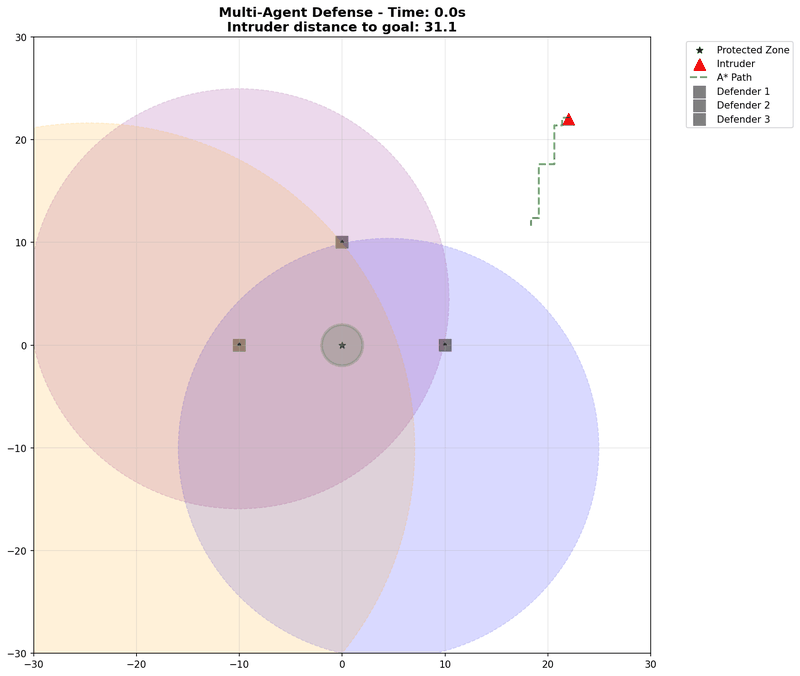 Multi-Agent Defense - Time: 0.0s
Intruder distance to goal: 31.1
Protected Zone
Intruder
A* Path
Defender 1
Defender 2
Defender 3
30
20
10
0
−10
−20
−30
−30
−20
−10
0
10
20
30